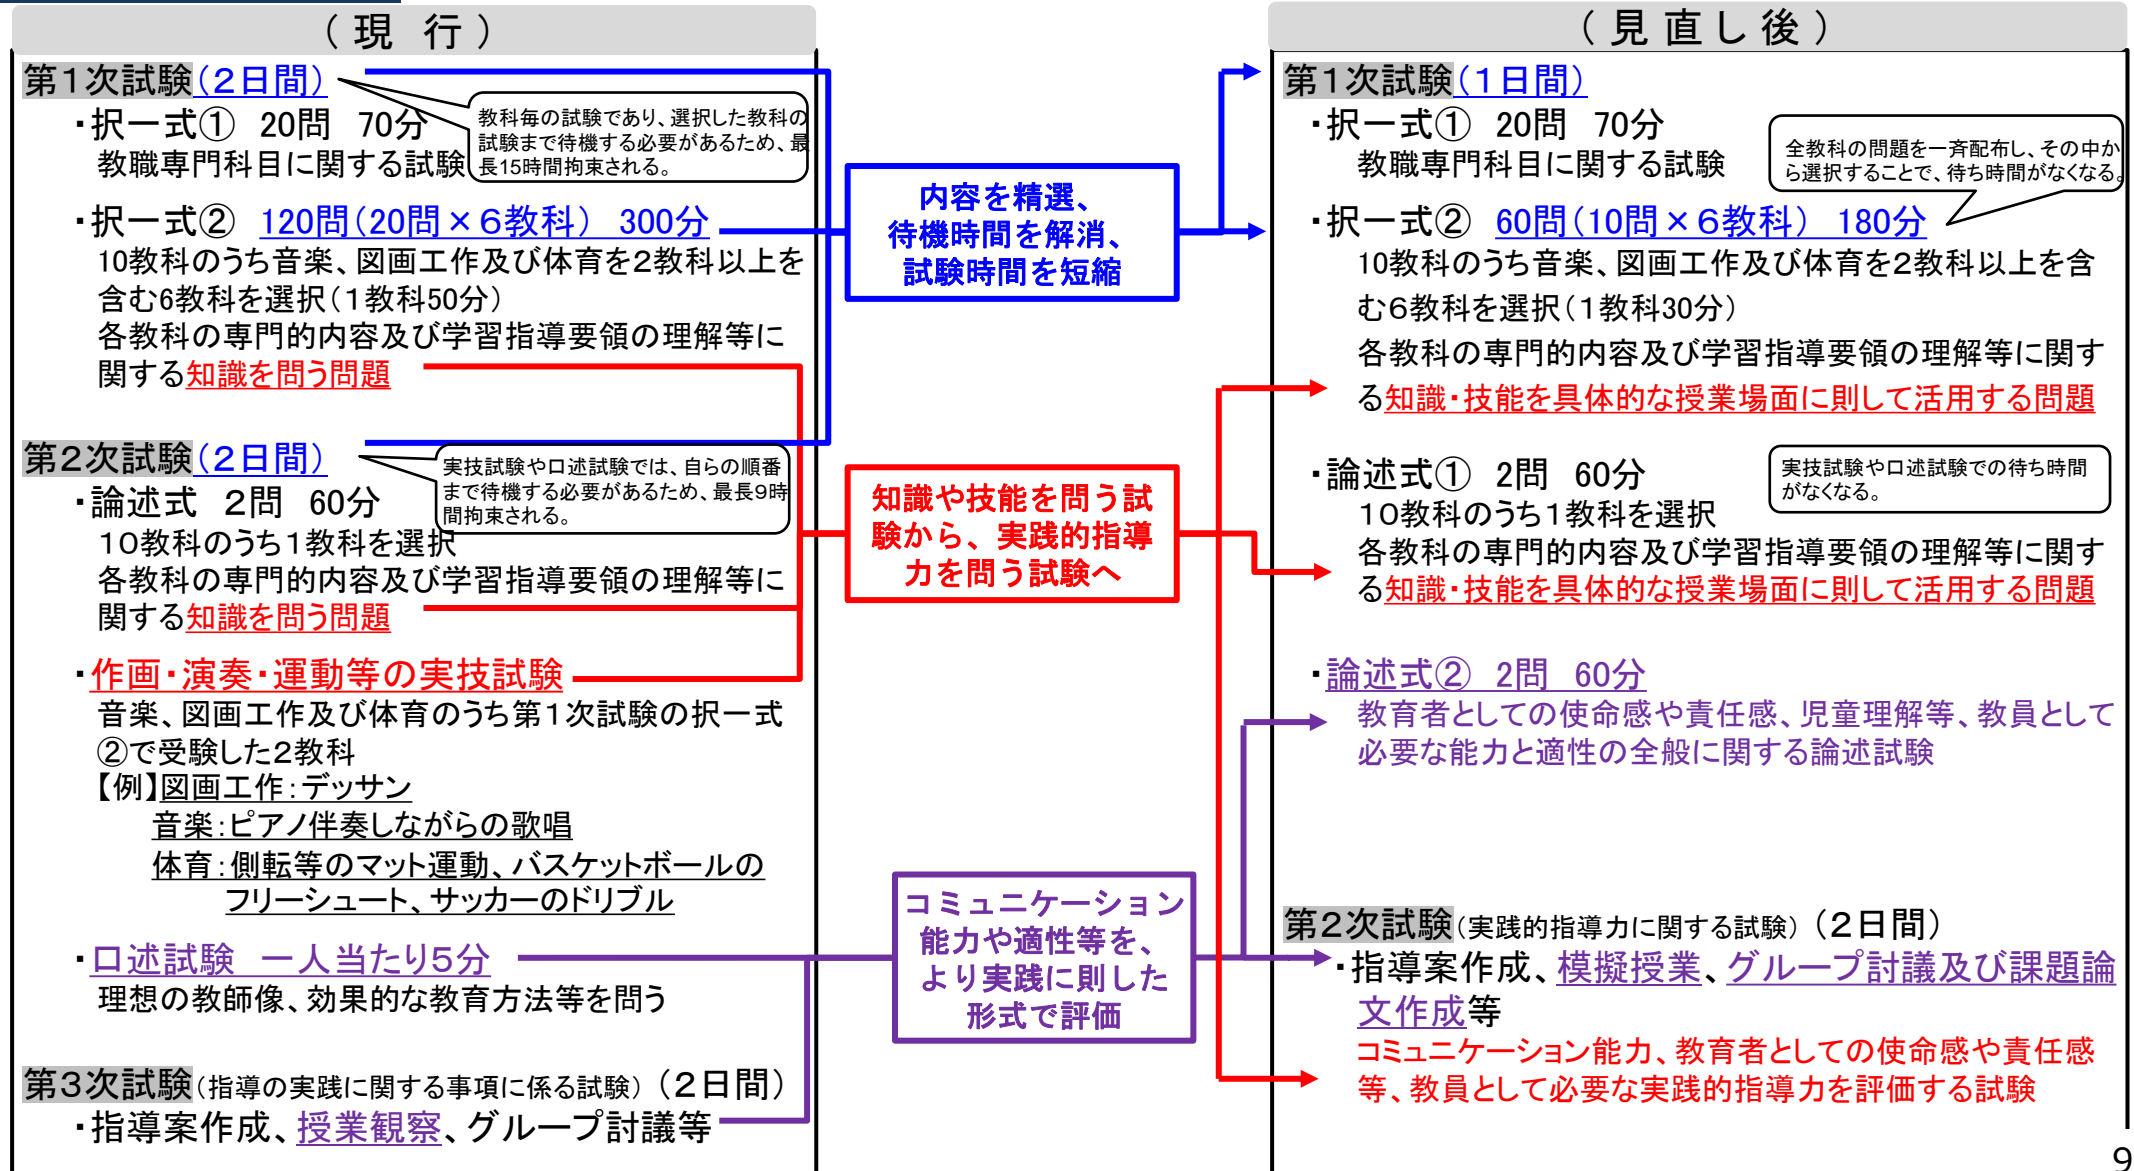 （現 行）
第１次試験（２日間）
教科毎の試験であり、選択した教科の
試験まで待機する必要があるため、最
長15時間拘束される。
・択一式① 20問 70分
教職専門科目に関する試験
・択一式② 120問（20問×６教科） 300分
10教科のうち音楽、図画工作及び体育を２教科以上を
含む6教科を選択（１教科50分）
各教科の専門的内容及び学習指導要領の理解等に
関する知識を問う問題
第２次試験（２日間）
実技試験や口述試験では、自らの順番
まで待機する必要があるため、最長９時
間拘束される。
・論述式 ２問 60分
１０教科のうち１教科を選択
各教科の専門的内容及び学習指導要領の理解等に
関する知識を問う問題
・作画・演奏・運動等の実技試験
音楽、図画工作及び体育のうち第１次試験の択一式
②で受験した２教科
【例】図画工作：デッサン
音楽：ピアノ伴奏しながらの歌唱
体育：側転等のマット運動、バスケットボールの
フリーシュート、サッカーのドリブル
・口述試験 一人当たり５分
理想の教師像、効果的な教育方法等を問う
第３次試験（指導の実践に関する事項に係る試験）（２日間）
・指導案作成、授業観察、グループ討議等
内容を精選、
待機時間を解消、
試験時間を短縮
知識や技能を問う試
験から、実践的指導
力を問う試験へ
コミュニケーション
能力や適性等を、
より実践に則した
形式で評価
（見直し後）
第１次試験（１日間）
・択一式① 20問 70分
教職専門科目に関する試験
全教科の問題を一斉配布し、その中か
ら選択することで、待ち時間がなくなる。
・択一式② 60問（10問×６教科） 180分
10教科のうち音楽、図画工作及び体育を２教科以上を含
む６教科を選択（１教科30分）
各教科の専門的内容及び学習指導要領の理解等に関す
る知識・技能を具体的な授業場面に則して活用する問題
・論述式① 2問 60分
実技試験や口述試験での待ち時間
がなくなる。
１０教科のうち１教科を選択
各教科の専門的内容及び学習指導要領の理解等に関す
る知識・技能を具体的な授業場面に則して活用する問題
・論述式② 2問 60分
教育者としての使命感や責任感、児童理解等、教員として
必要な能力と適性の全般に関する論述試験
第２次試験（実践的指導力に関する試験）（２日間）
・指導案作成、模擬授業、グループ討議及び課題論
文作成等
コミュニケーション能力、教育者としての使命感や責任感
等、教員として必要な実践的指導力を評価する試験
9